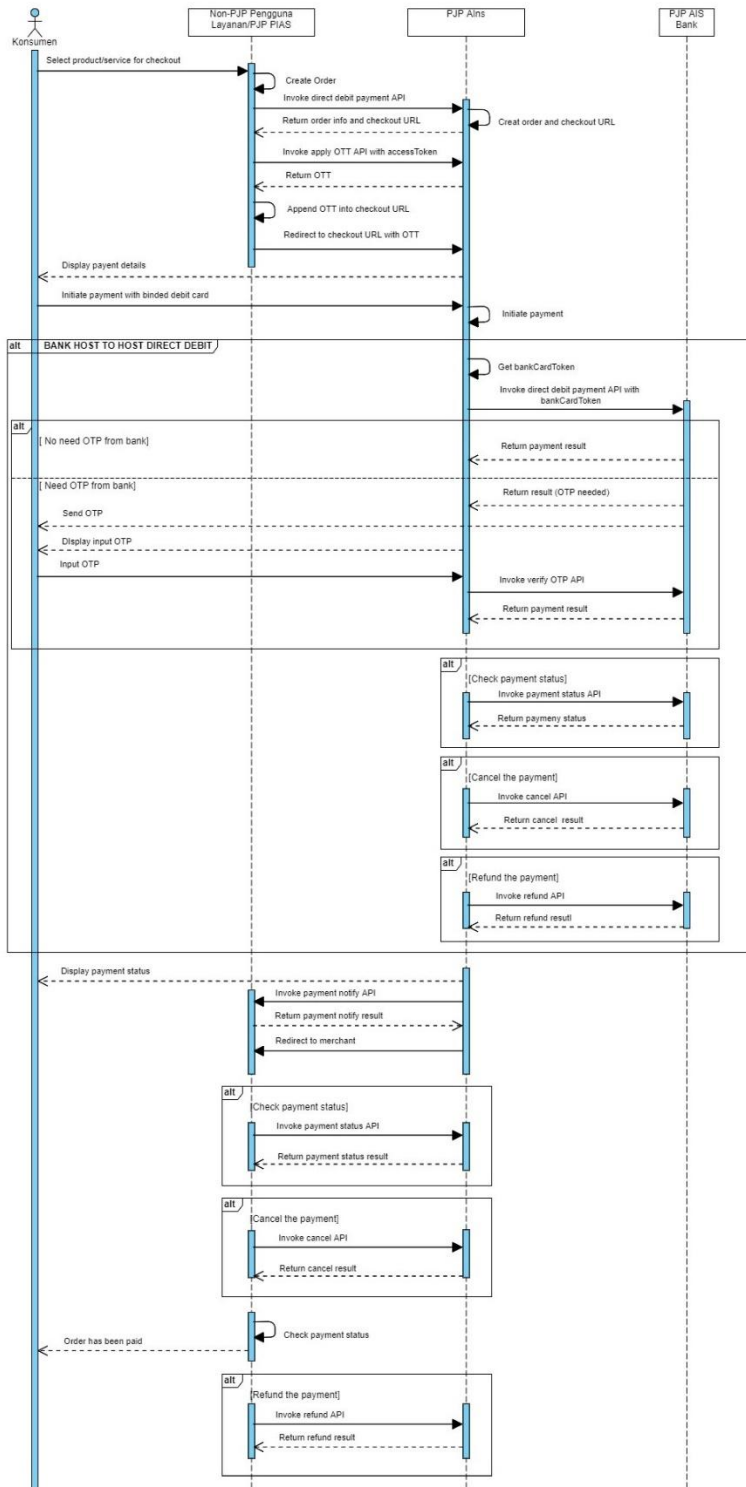 Konsumen
Non-PJP Pengguna
Layanan/PJP PIAS
PJP AIns
PJP AIS
Bank
Select product/service for checkout
Create Order
Invoke direct debit payment API
Creat order and checkout URL
Return order info and checkout URL
Invoke apply OTT API with accessToken
Return OTT
Append OTT into checkout URL
Redirect to checkout URL with OTT
Display payent details
Initiate payment with binded debit card
Initiate payment
alt BANK HOST TO HOST DIRECT DEBIT
Get bankCardToken
Invoke direct debit payment API with
bankCardToken
alt
[ No need OTP from bank]
Return payment result
[ Need OTP from bank]
Return result (OTP needed)
Send OTP
DIsplay input OTP
Input OTP
Invoke verify OTP API
Return payment result
alt
[Check payment status]
Invoke payment status API
Return paymeny status
alt
[Cancel the payment]
Invoke cancel API
Return cancel result
alt
[Refund the payment]
Invoke refund API
Return refund resutl
Display payment status
Invoke payment notify API
Return payment notify result
Redirect to merchant
alt
[Check payment status]
Invoke payment status API
Return payment status result
alt
[Cancel the payment]
Invoke cancel API
Return cancel result
Check payment status
Order has been paid
alt
[Refund the payment]
Invoke refund API
Return refund result